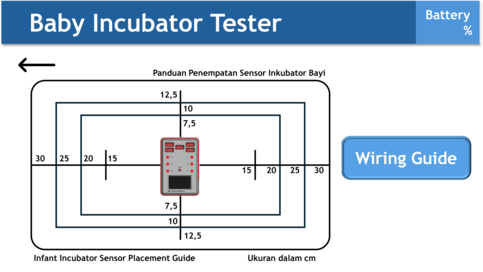 Baby Incubator Tester
Battery
%
Panduan Penempatan Sensor Inkubator Bayi
12,5
10
7,5
30 25 20 15
15 20 25 30
Wiring Guide
7,5
10
12,5
Infant Incubator Sensor Placement Guide Ukuran dalam cm